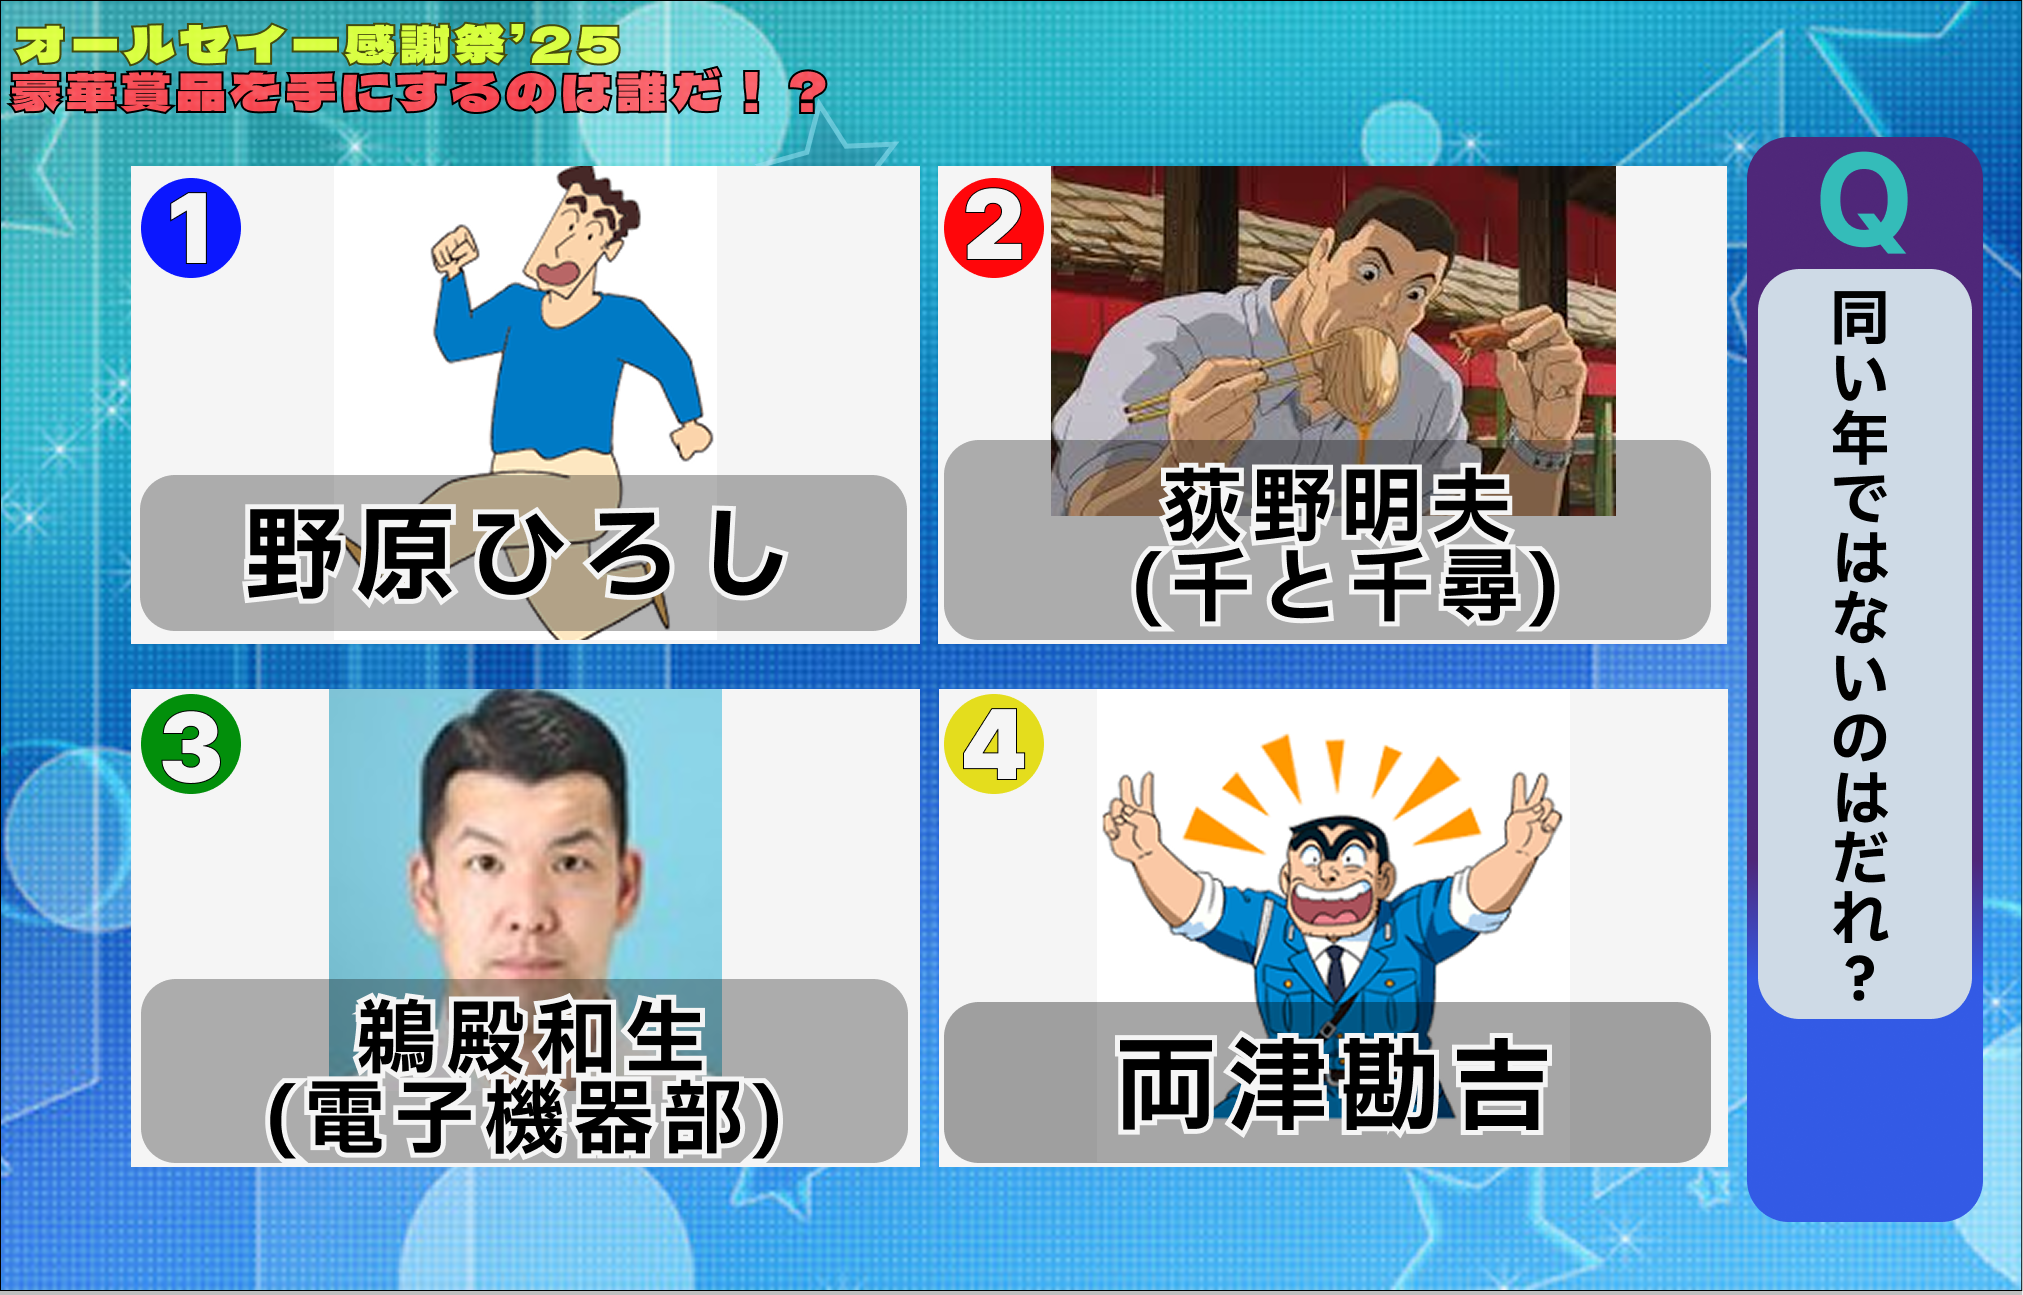 オールセイー感謝祭’25
豪華賞品を手にするのは誰だ！？
1
野原ひろし
2
荻野明夫
(千と千尋)
3
鵜殿和生
(電子機器部)
4
両津勘吉
Q
同い年ではないのはだれ？